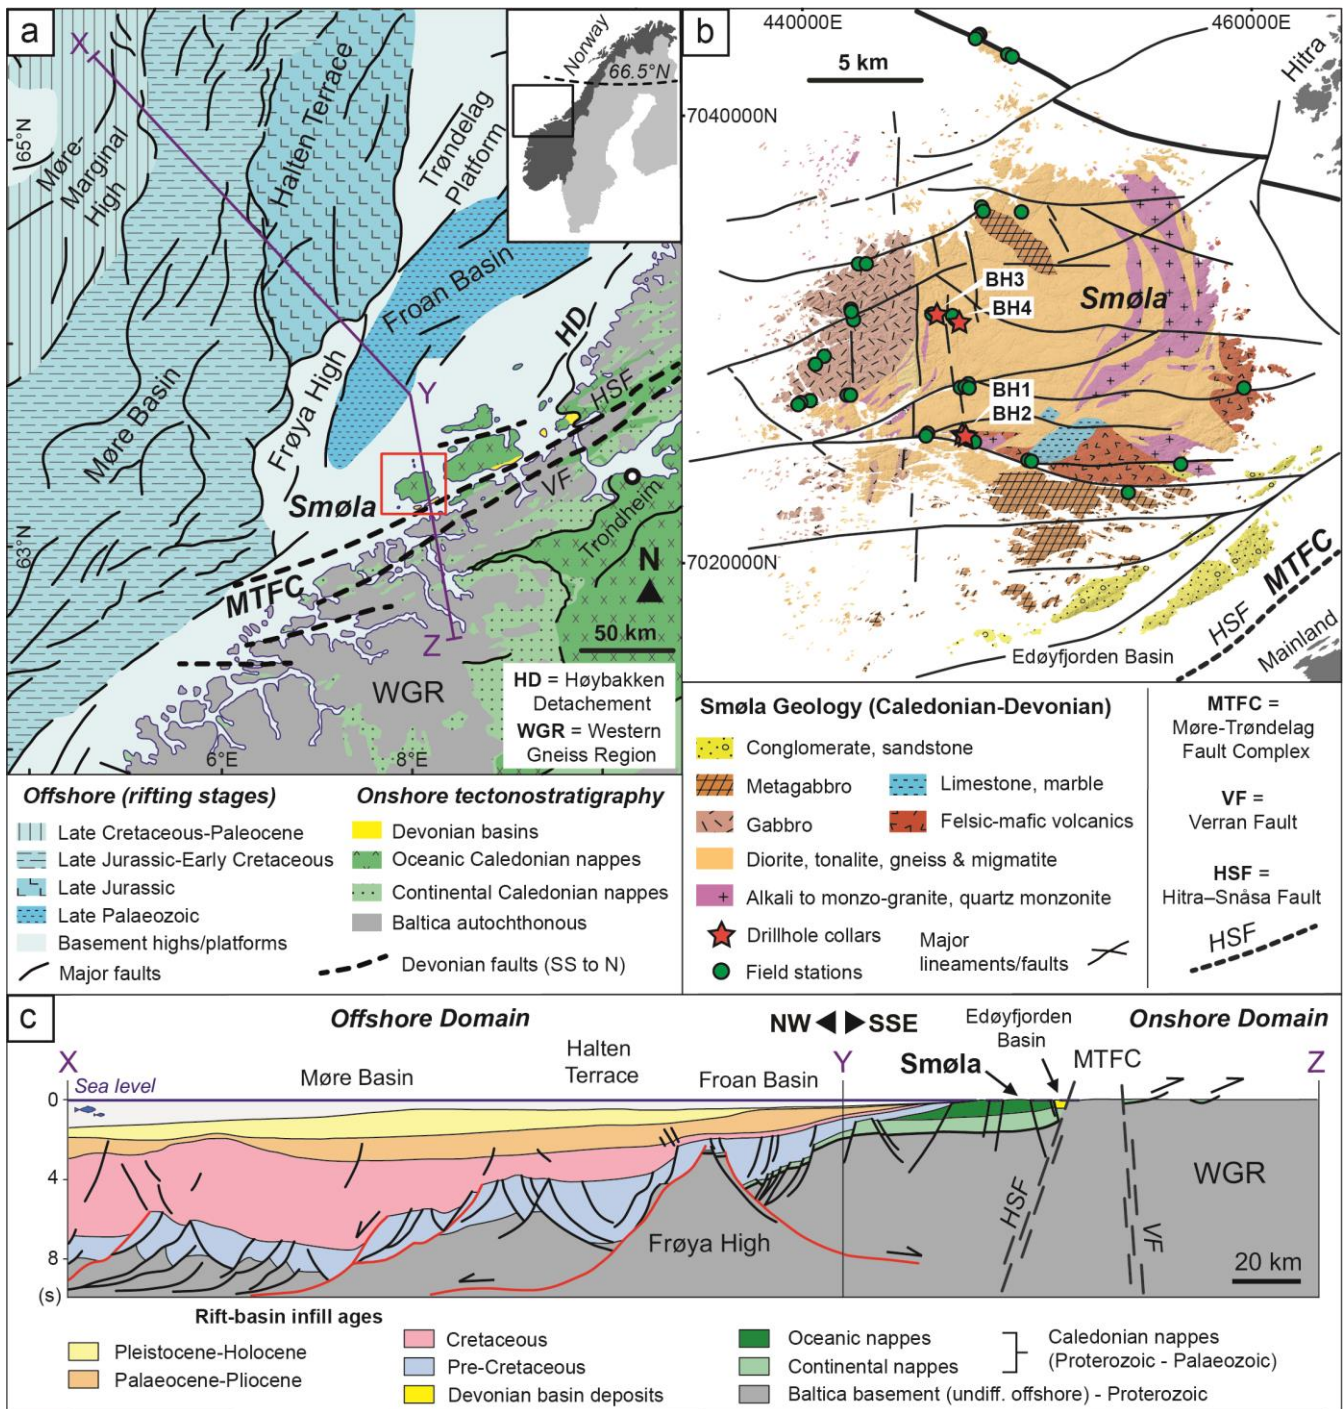 a
X
Møre-
Marginal
High
Halten Terrace
Trøndelag
Platform
Norway
66.5°N
65°N
Froan Basin
HD
HSF
Møre Basin
Frøya High
Y
VF
Smøla
Trondheim
63°N
MTFC
N
Z
50 km
WGR
HD = Høybakken
Detachement
WGR = Western
Gneiss Region
6°E
8°E
Offshore (rifting stages)
Late Cretaceous-Paleocene
Late Jurassic-Early Cretaceous
Late Jurassic
Late Palaeozoic
Basement highs/platforms
Major faults
Onshore tectonostratigraphy
Devonian basins
Oceanic Caledonian nappes
Continental Caledonian nappes
Baltica autochthonous
Devonian faults (SS to N)
b
440000E
460000E
5 km
Hitra
7040000N
BH3
BH4
Smøla
BH1
BH2
7020000N
MTFC
HSF
Edøyfjorden Basin
Mainland
Smøla Geology (Caledonian-Devonian)
Conglomerate, sandstone
Metagabbro
Limestone, marble
Gabbro
Felsic-mafic volcanics
Diorite, tonalite, gneiss & migmatite
Alkali to monzo-granite, quartz monzonite
Drillhole collars
Field stations
Major
lineaments/faults
MTFC =
Møre-Trøndelag
Fault Complex
VF =
Verran Fault
HSF =
Hitra–Snåsa Fault
HSF
c
Offshore Domain
NW
SSE
Edøyfjorden
Basin
Onshore Domain
X
Sea level
Møre Basin
Halten
Terrace
Froan Basin
Y
Smøla
MTFC
Z
0
4
8
(s)
Frøya High
HSF
VF
WGR
20 km
Rift-basin infill ages
Pleistocene-Holocene
Palaeocene-Pliocene
Cretaceous
Pre-Cretaceous
Devonian basin deposits
Oceanic nappes
Continental nappes
Caledonian nappes
(Proterozoic - Palaeozoic)
Baltica basement (undiff. offshore) - Proterozoic